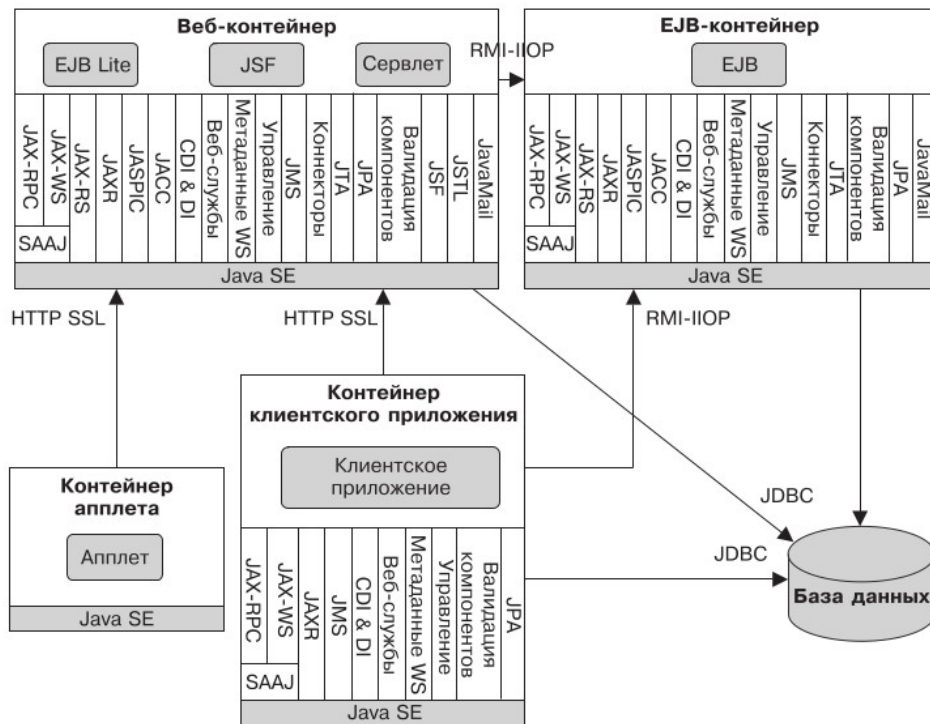 Веб-контейнер
EJB Lite
JSF
Сервлет
JAX-RPC
JAX-WS
SAAJ
JAX-RS
JAXR
JASPIC
JACC
CDI & DI
Веб-службы
Метаданные WS
Управление
JMS
Коннекторы
JTA
JPA
Валидация
компонентов
JSF
JSTL
JavaMail
Java SE
RMI-IIOP
EJB-контейнер
EJB
JAX-RPC
JAX-WS
SAAJ
JAX-RS
JAXR
JASPIC
JACC
CDI & DI
Веб-службы
Метаданные WS
Управление
JMS
Коннекторы
JTA
Валидация
компонентов
JPA
JavaMail
Java SE
HTTP SSL
HTTP SSL
RMI-IIOP
Контейнер
клиентского приложения
Клиентское
приложение
JAX-RPC
JAX-WS
SAAJ
JAXR
JMS
CDI & DI
Веб-службы
Метаданные WS
Управление
Валидация
компонентов
JPA
Java SE
Контейнер
апплета
Апплет
Java SE
JDBC
JDBC
База данных